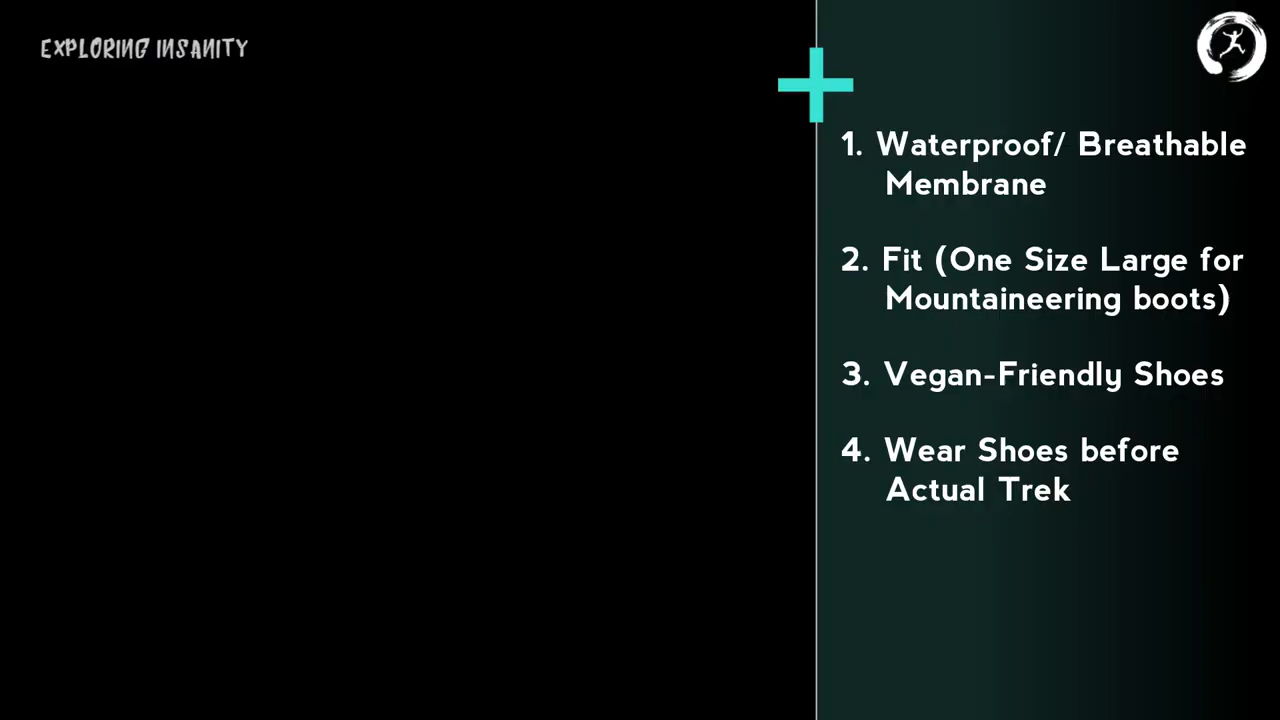 EXPLORING INSANITY
1. Waterproof/ Breathable
Membrane
2. Fit (One Size Large for
Mountaineering boots)
3. Vegan-Friendly Shoes
4. Wear Shoes before
Actual Trek